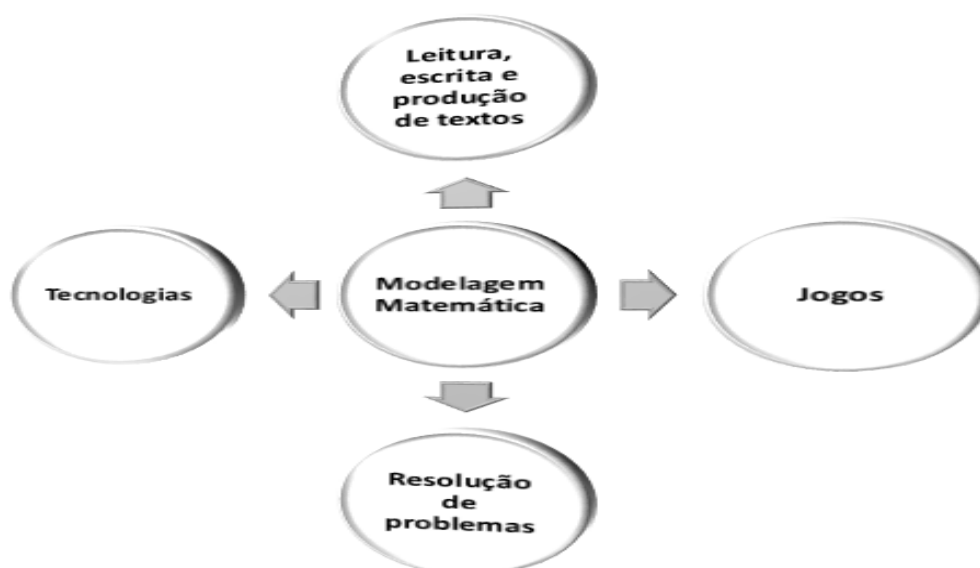 Leitura,
escrita e
produção
de textos
Tecnologias
Modelagem
Matemática
Jogos
Resolução
de
problemas